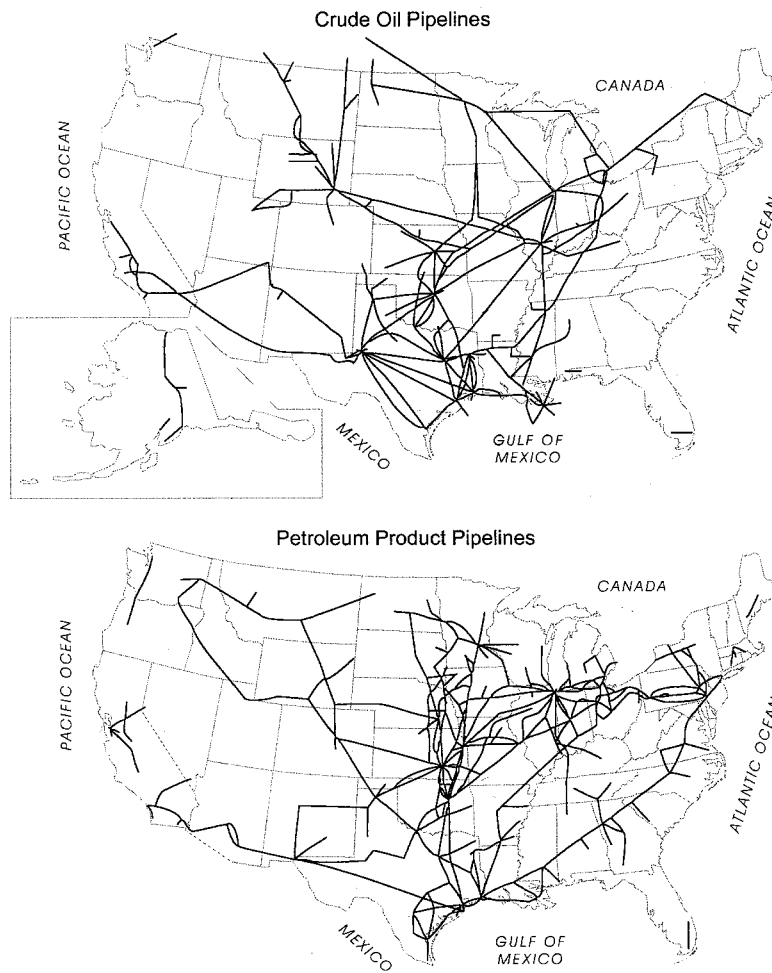 Crude Oil Pipelines
CANADA
PACIFIC OCEAN
ATLANTIC OCEAN
MEXICO
GULF OF
MEXICO
Petroleum Product Pipelines
CANADA
PACIFIC OCEAN
ATLANTIC OCEAN
MEXICO
GULF OF
MEXICO